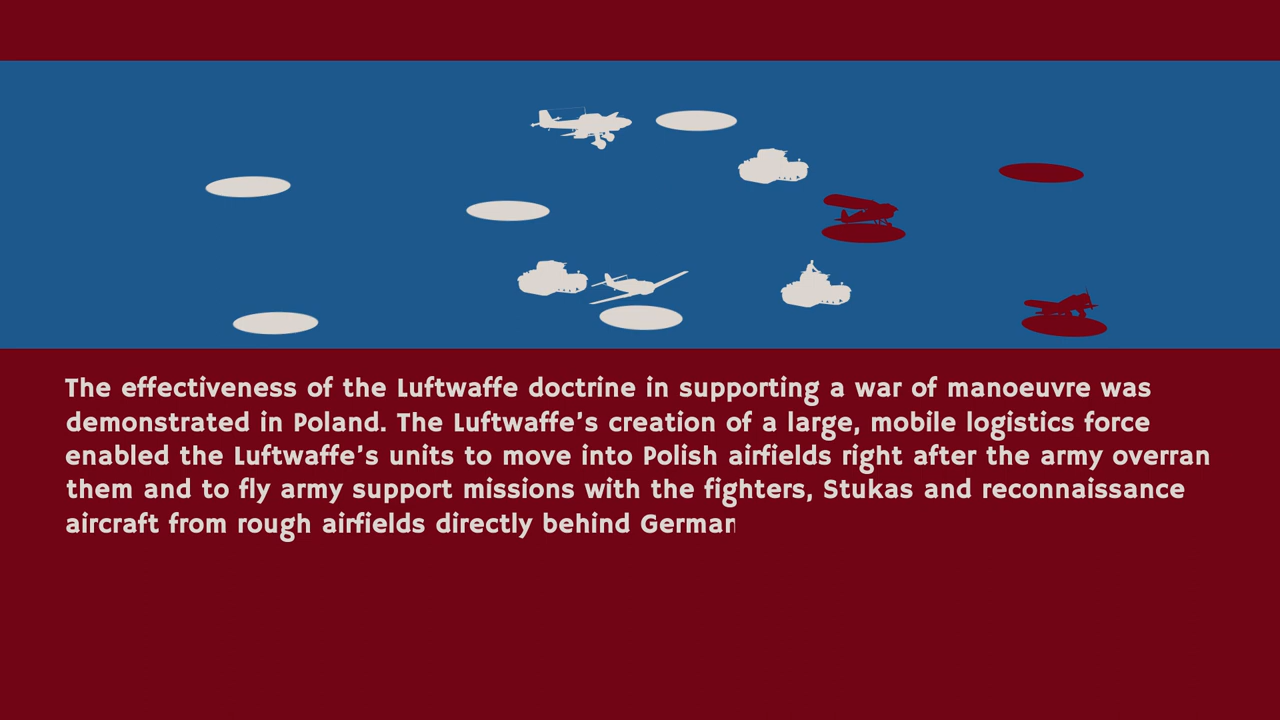 The effectiveness of the Luftwaffe doctrine in supporting a war of manoeuvre was
demonstrated in Poland. The Luftwaffe’s creation of a large, mobile logistics force
enabled the Luftwaffe’s units to move into Polish airfields right after the army overran
them and to fly army support missions with the fighters, Stukas and reconnaissance
aircraft from rough airfields directly behind German